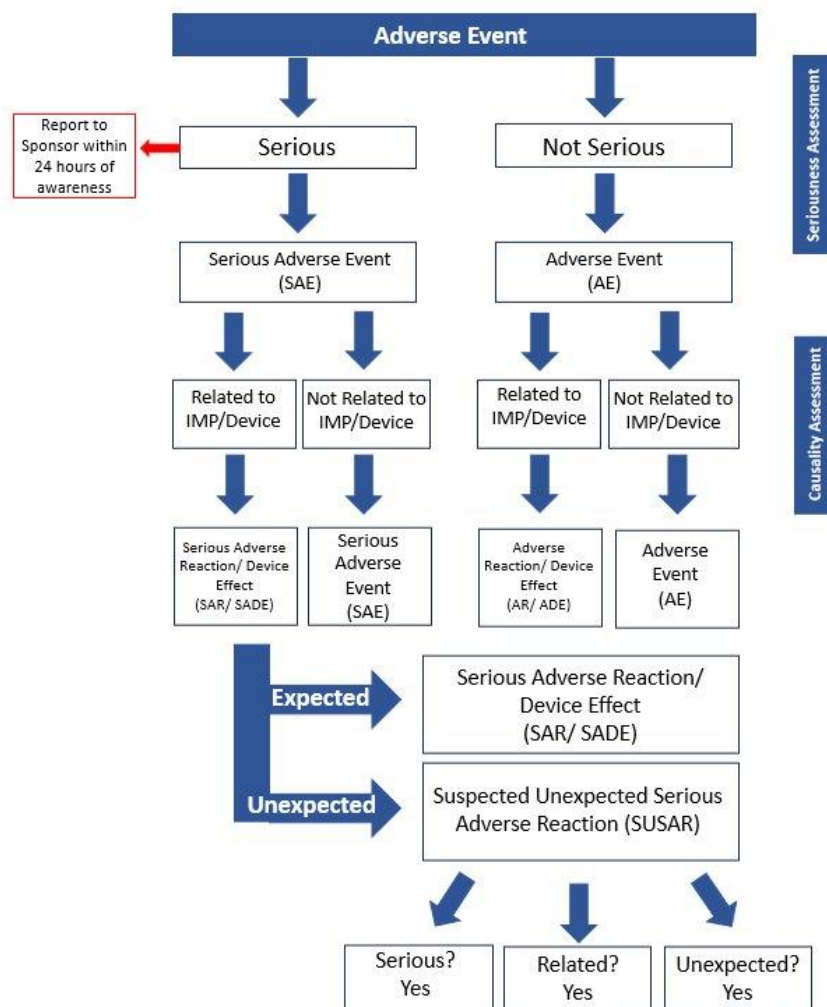 Adverse Event
Seriousness Assessment
Report to
Sponsor within
24 hours of
awareness
Serious
Not Serious
Serious Adverse Event
(SAE)
Adverse Event
(AE)
Causality Assessment
Related to
IMP/Device
Not Related to
IMP/Device
Related to
IMP/Device
Not Related to
IMP/Device
Serious Adverse
Reaction/ Device
Effect
(SAR/ SADE)
Serious
Adverse
Event
(SAE)
Adverse
Reaction/ Device
Effect
(AR/ ADE)
Adverse
Event
(AE)
Expected
Serious Adverse Reaction/
Device Effect
(SAR/ SADE)
Unexpected
Suspected Unexpected Serious
Adverse Reaction (SUSAR)
Serious?
Yes
Related?
Yes
Unexpected?
Yes